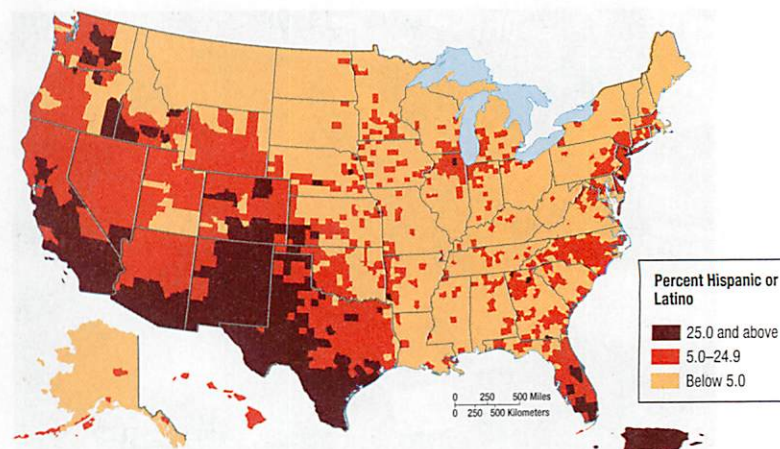 Percent Hispanic or
Latino
25.0 and above
5.0–24.9
Below 5.0
0 250 500 Miles
0 250 500 Kilometers